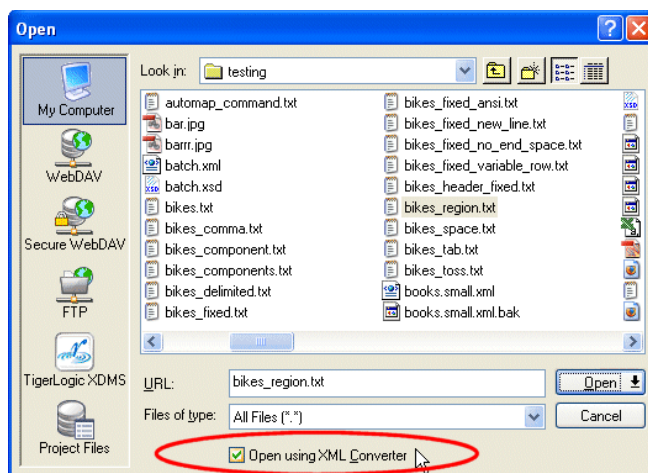 Open
Look in: testing
My Computer
WebDAV
Secure WebDAV
FTP
TigerLogic XDMS
Project Files
automap_command.txt
bar.jpg
barrr.jpg
batch.xml
batch.xsd
bikes.txt
bikes_comma.txt
bikes_component.txt
bikes_components.txt
bikes_delimited.txt
bikes_fixed.txt
bikes_fixed_ansi.txt
bikes_fixed_new_line.txt
bikes_fixed_no_end_space.txt
bikes_fixed_variable_row.txt
bikes_header_fixed.txt
bikes_region.txt
bikes_space.txt
bikes_tab.txt
bikes_toss.txt
books.small.xml
books.small.xml.bak
URL: bikes_region.txt
Open
Files of type: All Files (*.*)
Cancel
Open using XML Converter